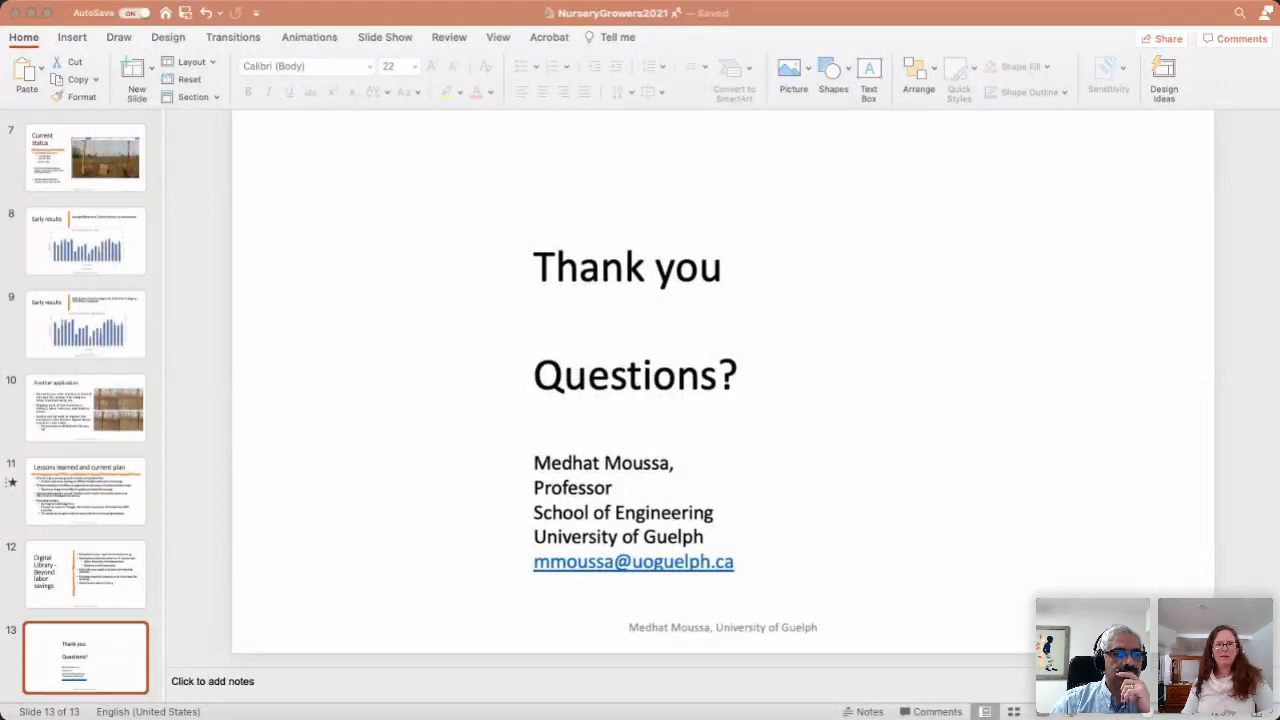 AutoSave ON NurseryGrowers2021 — Saved
Home Insert Draw Design Transitions Animations Slide Show Review View Acrobat Tell me Share Comments
Paste Cut Copy Format New Slide Layout Reset Section Calibri (Body) 22 Convert to SmartArt Picture Shapes Text Box Arrange Quick Styles Shape Fill Shape Outline Sensitivity Design Ideas
7
Current status
8
Early results
9
Early results
10
Another application
11
Lessons learned and current plan
12
Digital Library - Beyond labor savings
13
Thank you
Questions?
Thank you
Questions?
Medhat Moussa,
Professor
School of Engineering
University of Guelph
mmoussa@uoguelph.ca
Medhat Moussa, University of Guelph
Click to add notes
Slide 13 of 13 English (United States) Notes Comments